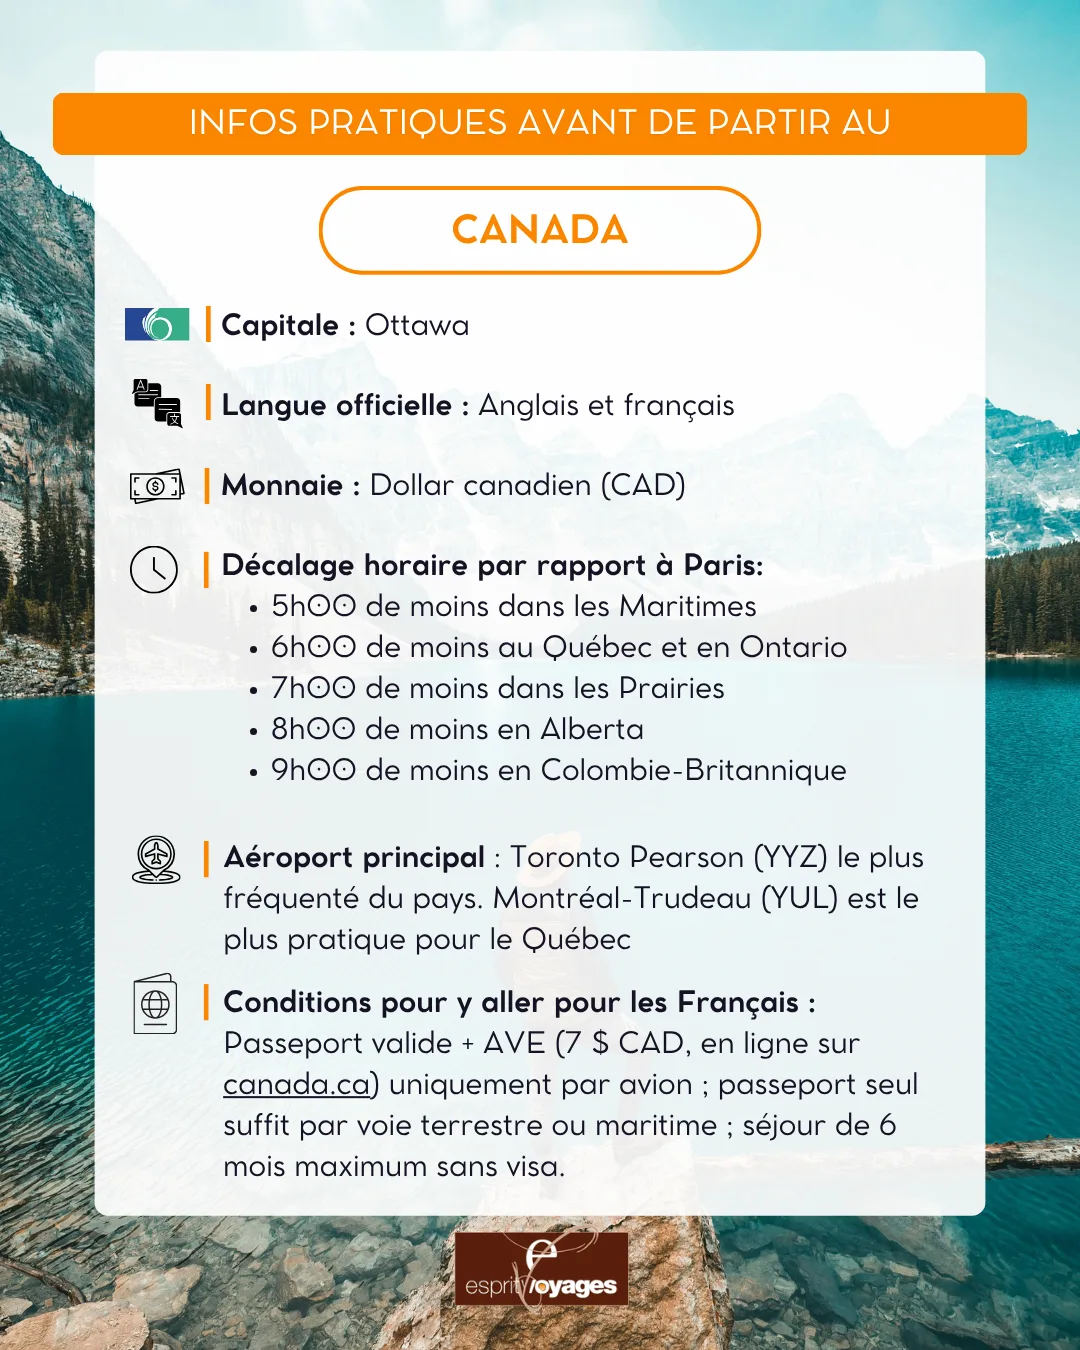 INFOS PRATIQUES AVANT DE PARTIR AU
CANADA
Capitale : Ottawa
Langue officielle : Anglais et français
Monnaie : Dollar canadien (CAD)
Décalage horaire par rapport à Paris:
• 5h00 de moins dans les Maritimes
• 6h00 de moins au Québec et en Ontario
• 7h00 de moins dans les Prairies
• 8h00 de moins en Alberta
• 9h00 de moins en Colombie-Britannique
Aéroport principal : Toronto Pearson (YYZ) le plus
fréquenté du pays. Montréal-Trudeau (YUL) est le
plus pratique pour le Québec
Conditions pour y aller pour les Français :
Passeport valide + AVE (7 $ CAD, en ligne sur
canada.ca) uniquement par avion ; passeport seul
suffit par voie terrestre ou maritime ; séjour de 6
mois maximum sans visa.
e
esprit Voyages